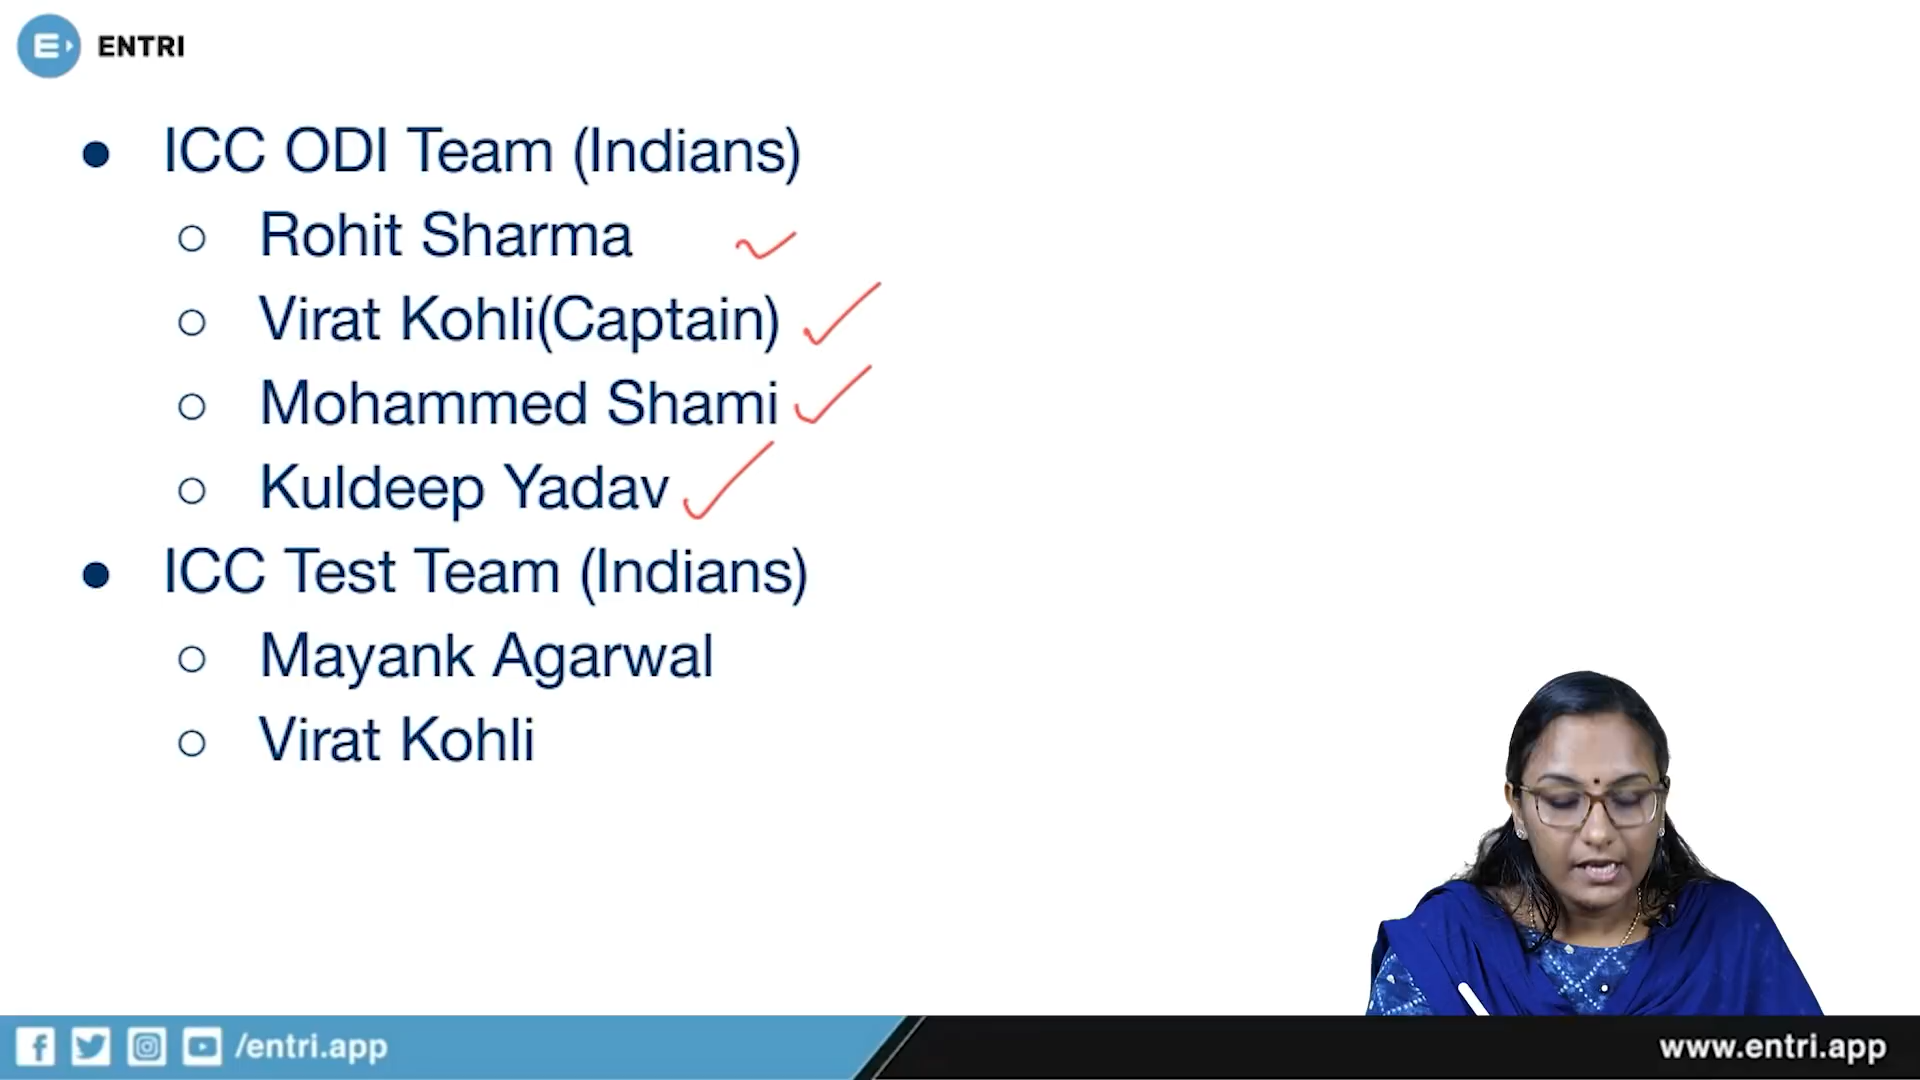 ENTRI
ICC ODI Team (Indians)
Rohit Sharma
Virat Kohli(Captain)
Mohammed Shami
Kuldeep Yadav
ICC Test Team (Indians)
Mayank Agarwal
Virat Kohli
/entri.app
www.entri.app